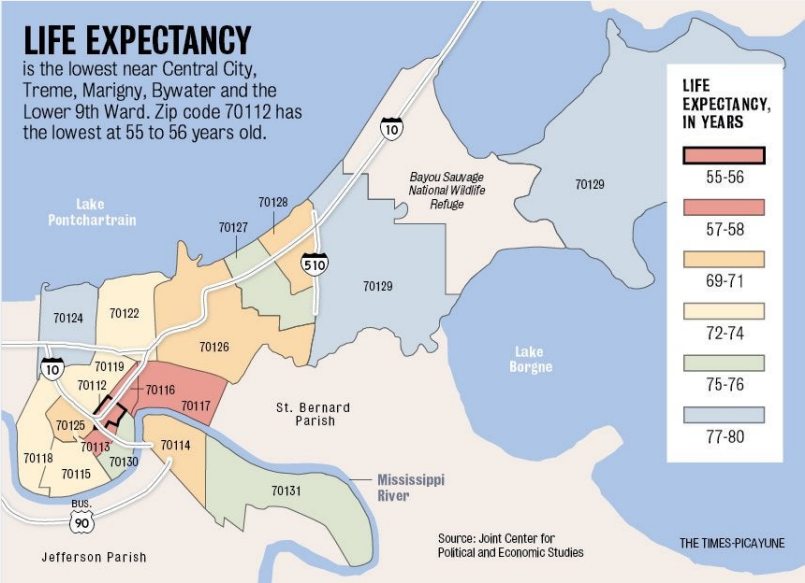 LIFE EXPECTANCY
is the lowest near Central City,
Treme, Marigny, Bywater and the
Lower 9th Ward. Zip code 70112 has
the lowest at 55 to 56 years old.
LIFE
EXPECTANCY,
IN YEARS
55-56
57-58
69-71
72-74
75-76
77-80
10
Bayou Sauvage
National Wildlife
Refuge
70129
Lake
Pontchartrain
70128
70127
510
70129
70124
70122
70126
Lake
Borgne
10
70119
70112
70116
70117
St. Bernard
Parish
70125
70113
70114
70118
70130
70115
70131
Mississippi
River
BUS.
90
Jefferson Parish
Source: Joint Center for
Political and Economic Studies
THE TIMES-PICAYUNE